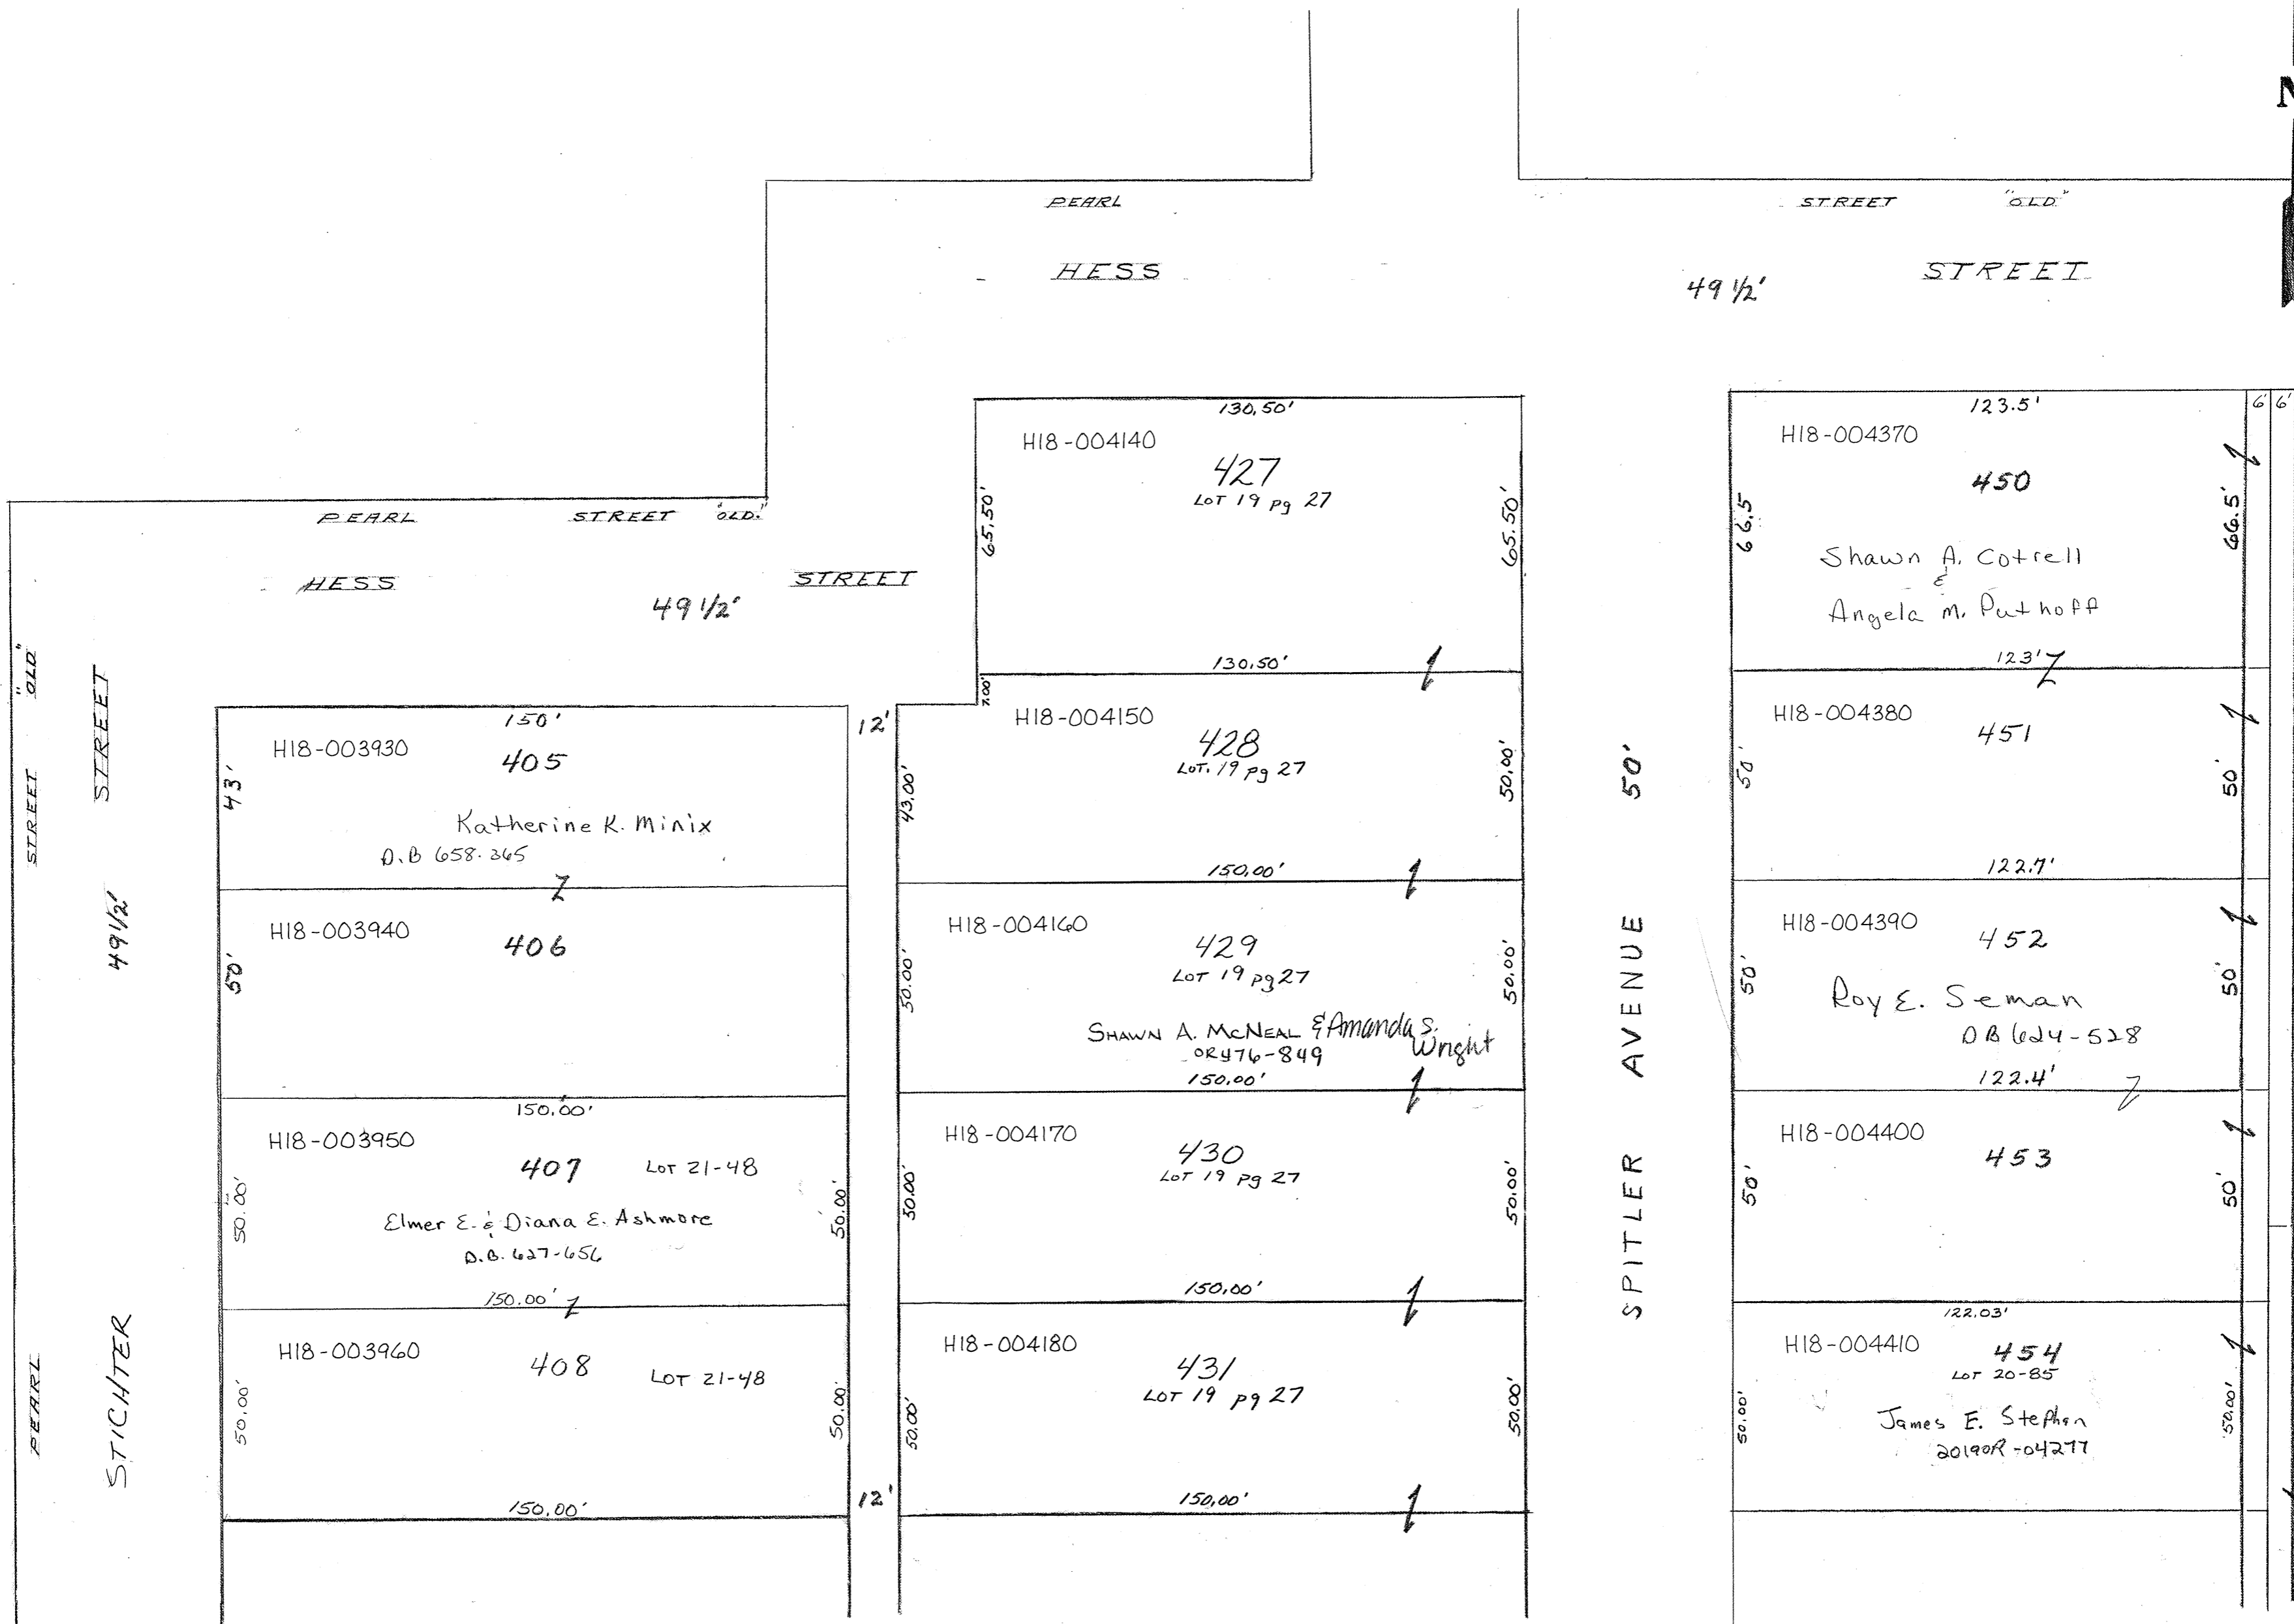 N
PEARL STREET "OLD"
HESS STREET
49 1/2'
PEARL STREET "OLD."
HESS STREET
49 1/2'
PEARL STREET "OLD"
STICHTER 49 1/2' STREET
150'
H18-003930
405
43'
Katherine K. Minix
D.B 658-365
H18-003940
406
50'
150.00'
H18-003950
407 LOT 21-48
50.00' 50.00'
Elmer E. & Diana E. Ashmore
D.B. 627-656
150.00'
H18-003960
408 LOT 21-48
50.00' 50.00'
150.00'
12'
12'
130.50'
H18-004140
427
LOT 19 pg 27
65.50' 65.50'
130.50'
7.00'
H18-004150
428
LOT. 19 pg 27
43.00' 50.00'
150.00'
H18-004160
429
LOT 19 pg 27
50.00' 50.00'
SHAWN A. MCNEAL & Amanda S. Wright
OR476-849
150.00'
H18-004170
430
LOT 19 pg 27
50.00' 50.00'
150.00'
H18-004180
431
LOT 19 pg 27
50.00' 50.00'
150.00'
SPITLER AVENUE 50'
123.5'
6' 6'
H18-004370
450
66.5 66.5'
Shawn A. Cotrell
&
Angela M. Puthoff
123'
H18-004380
451
50' 50'
122.7'
H18-004390
452
50' 50'
Roy E. Seman
DB 624-528
122.4'
H18-004400
453
50' 50'
122.03'
H18-004410
454
LOT 20-85
50.00' 50.00'
James E. Stephan
2019OR-04277